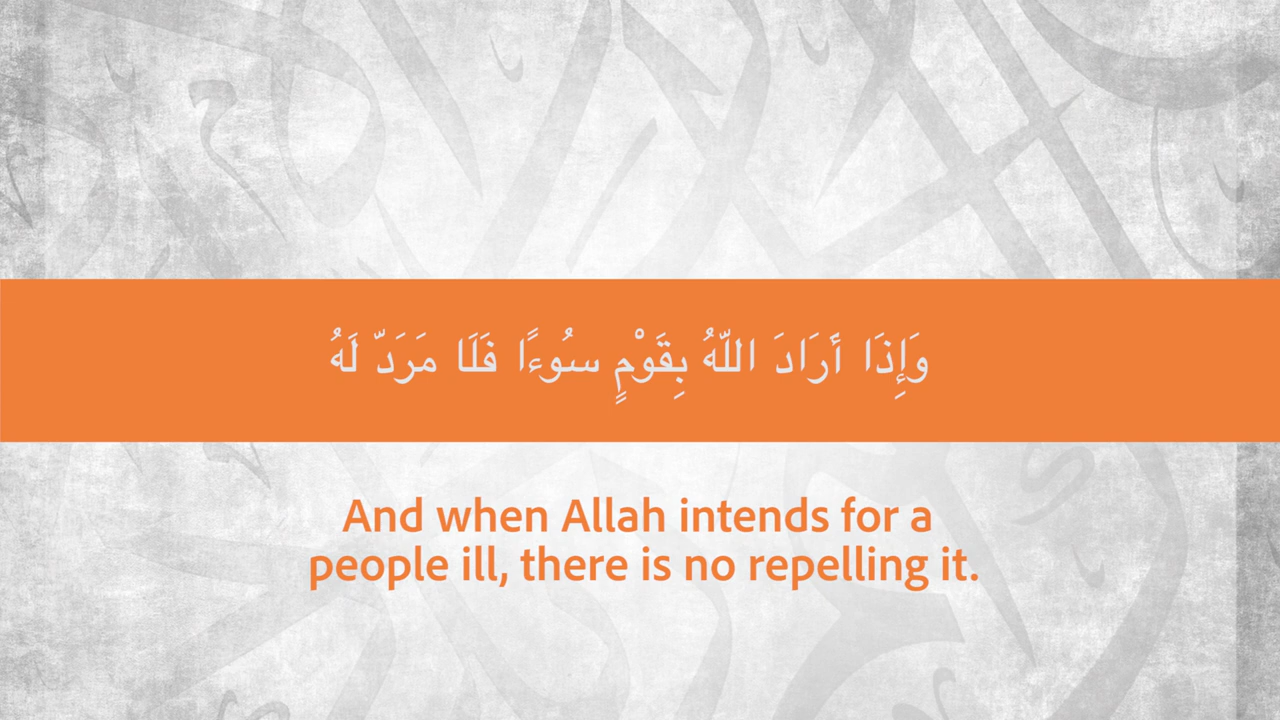 وَإِذَا أَرَادَ اللّهُ بِقَوْمٍ سُوءًا فَلَا مَرَدّ لَهُ
And when Allah intends for a
people ill, there is no repelling it.